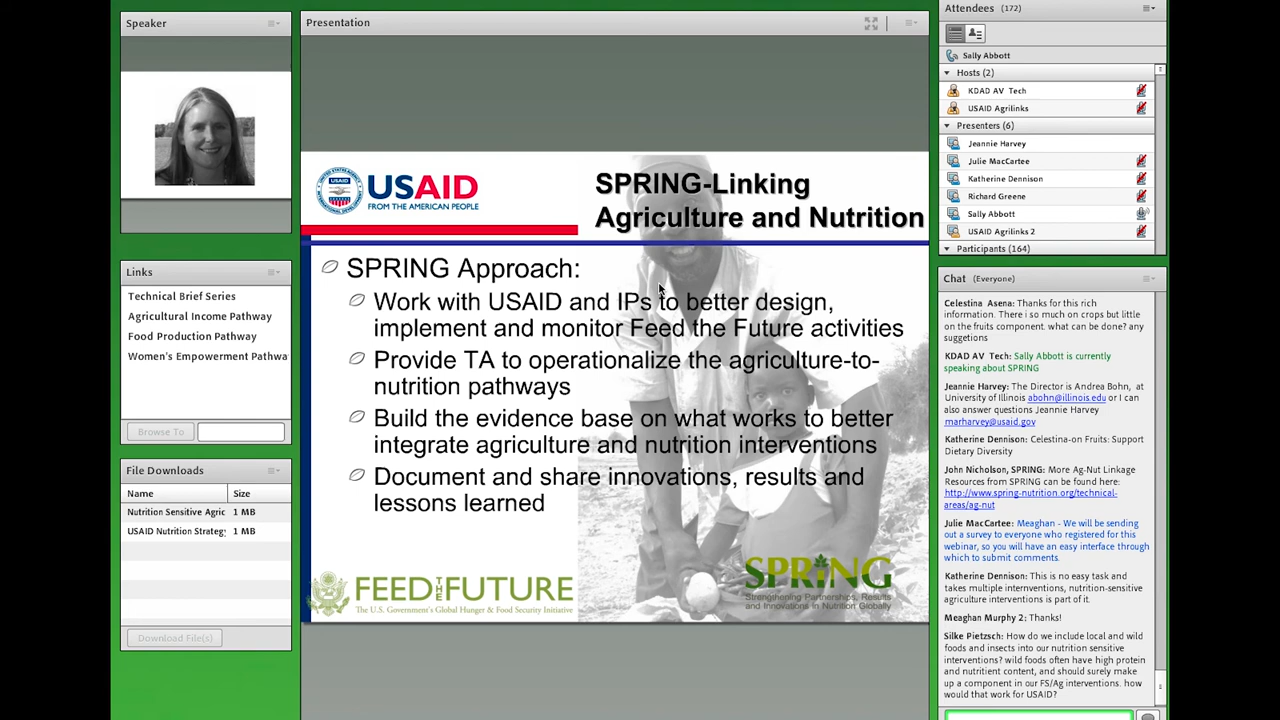 Speaker
Links
Technical Brief Series
Agricultural Income Pathway
Food Production Pathway
Women's Empowerment Pathwa
Browse To
File Downloads
Name Size
Nutrition Sensitive Agric 1 MB
USAID Nutrition Strateg 1 MB
Download File(s)
Presentation
USAID
FROM THE AMERICAN PEOPLE
SPRING-Linking
Agriculture and Nutrition
SPRING Approach:
Work with USAID and IPs to better design,
implement and monitor Feed the Future activities
Provide TA to operationalize the agriculture-to-
nutrition pathways
Build the evidence base on what works to better
integrate agriculture and nutrition interventions
Document and share innovations, results and
lessons learned
FEED THE FUTURE
The U.S. Government's Global Hunger & Food Security Initiative
SPRING
Strengthening Partnerships, Results
and Innovations in Nutrition Globally
Attendees (172)
Sally Abbott
Hosts (2)
KDAD AV Tech
USAID Agrilinks
Presenters (6)
Jeannie Harvey
Julie MacCartee
Katherine Dennison
Richard Greene
Sally Abbott
USAID Agrilinks 2
Participants (164)
Chat (Everyone)
Celestina Asena: Thanks for this rich
information. There i so much on crops but little
on the fruits component. what can be done? any
suggestions
KDAD AV Tech: Sally Abbott is currently
speaking about SPRING
Jeannie Harvey: The Director is Andrea Bohn, at
University of Illinois abohn@illinois.edu or I can
also answer questions Jeannie Harvey
marharvey@usaid.gov
Katherine Dennison: Celestina-on Fruits: Support
Dietary Diversity
John Nicholson, SPRING: More Ag-Nut Linkage
Resources from SPRING can be found here:
http://www.spring-nutrition.org/technical-
areas/ag-nut
Julie MacCartee: Meaghan - We will be sending
out a survey to everyone who registered for this
webinar, so you will have an easy interface through
which to submit comments.
Katherine Dennison: This is no easy task and
takes multiple internventions, nutrition-sensitive
agriculture interventions is part of it.
Meaghan Murphy 2: Thanks!
Silke Pietzsch: How do we include local and wild
foods and insects into our nutrition sensitive
interventions? wild foods often have high protein
and nutritient content, and should surely make
up a component in our FS/Ag interventions. how
would that work for USAID?